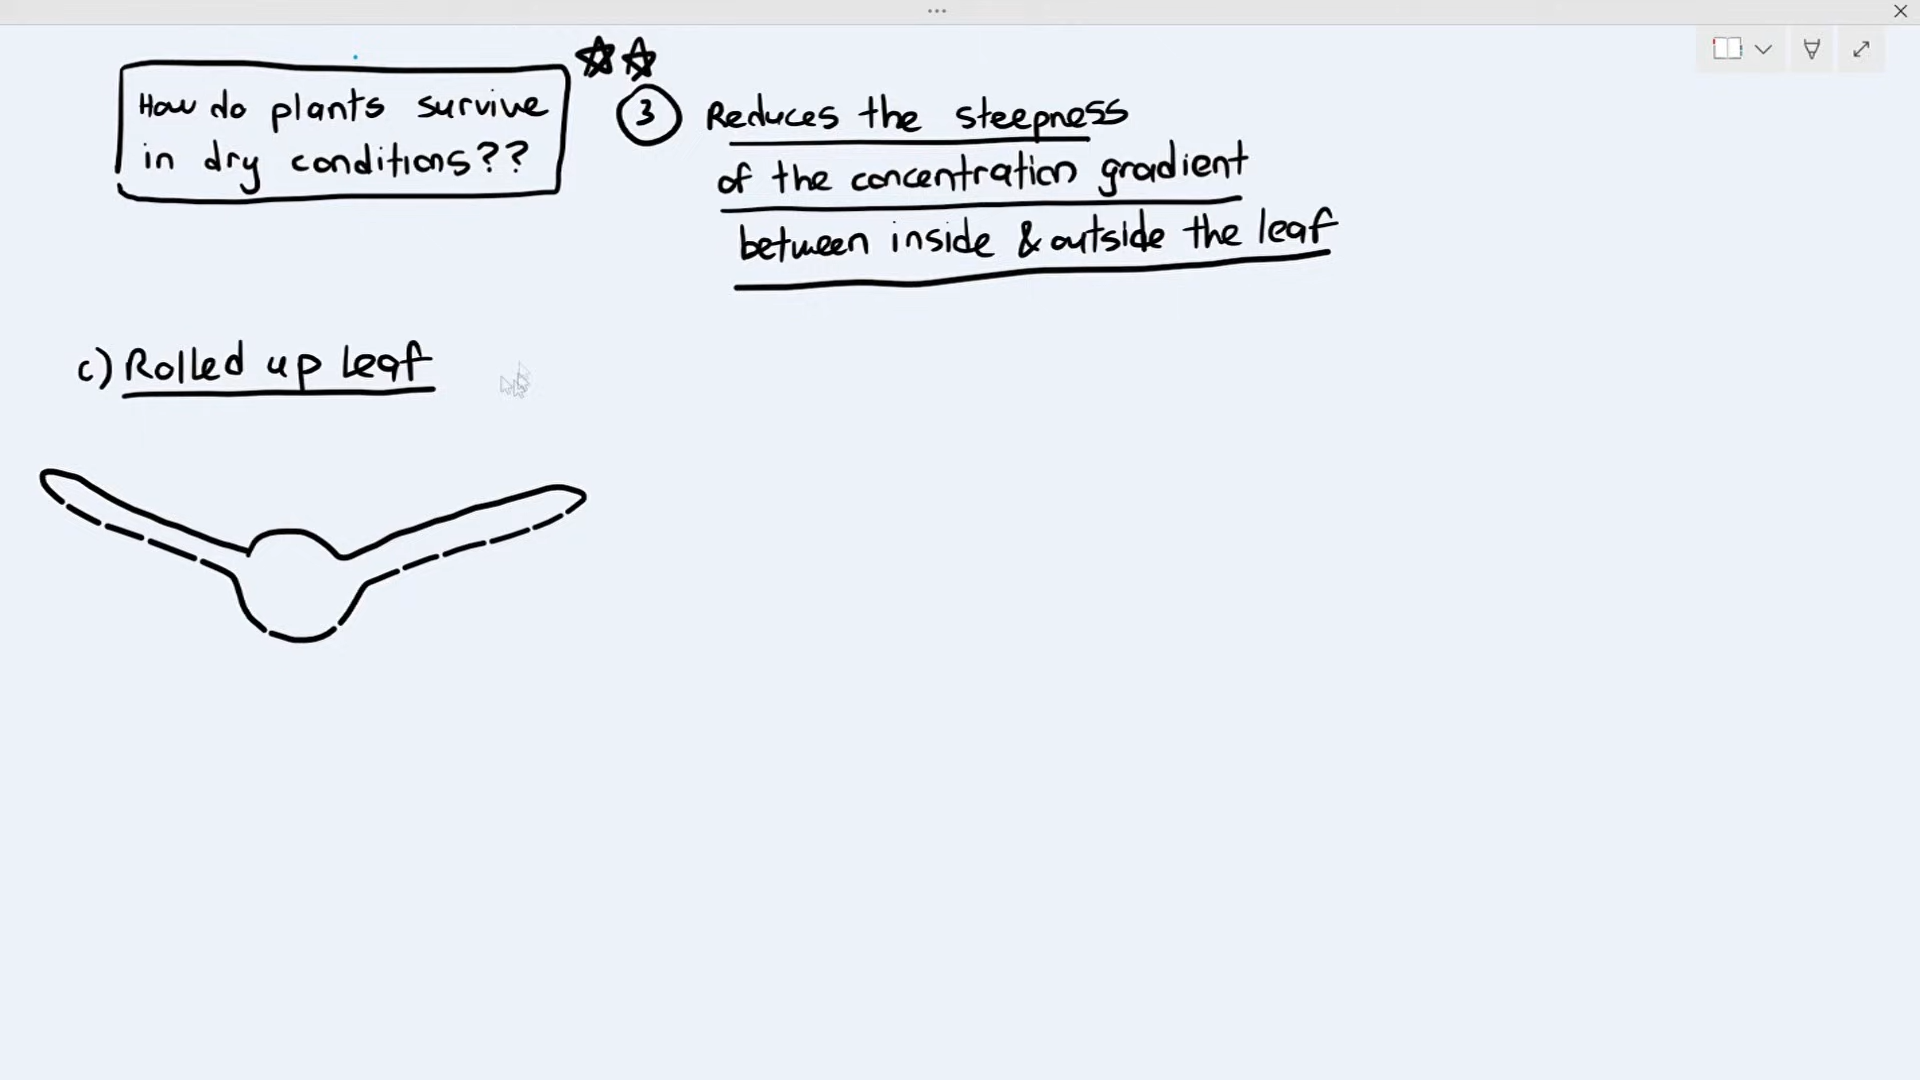 How do plants survive
in dry conditions??
3 Reduces the steepness
of the concentration gradient
between inside & outside the leaf
c) Rolled up leaf